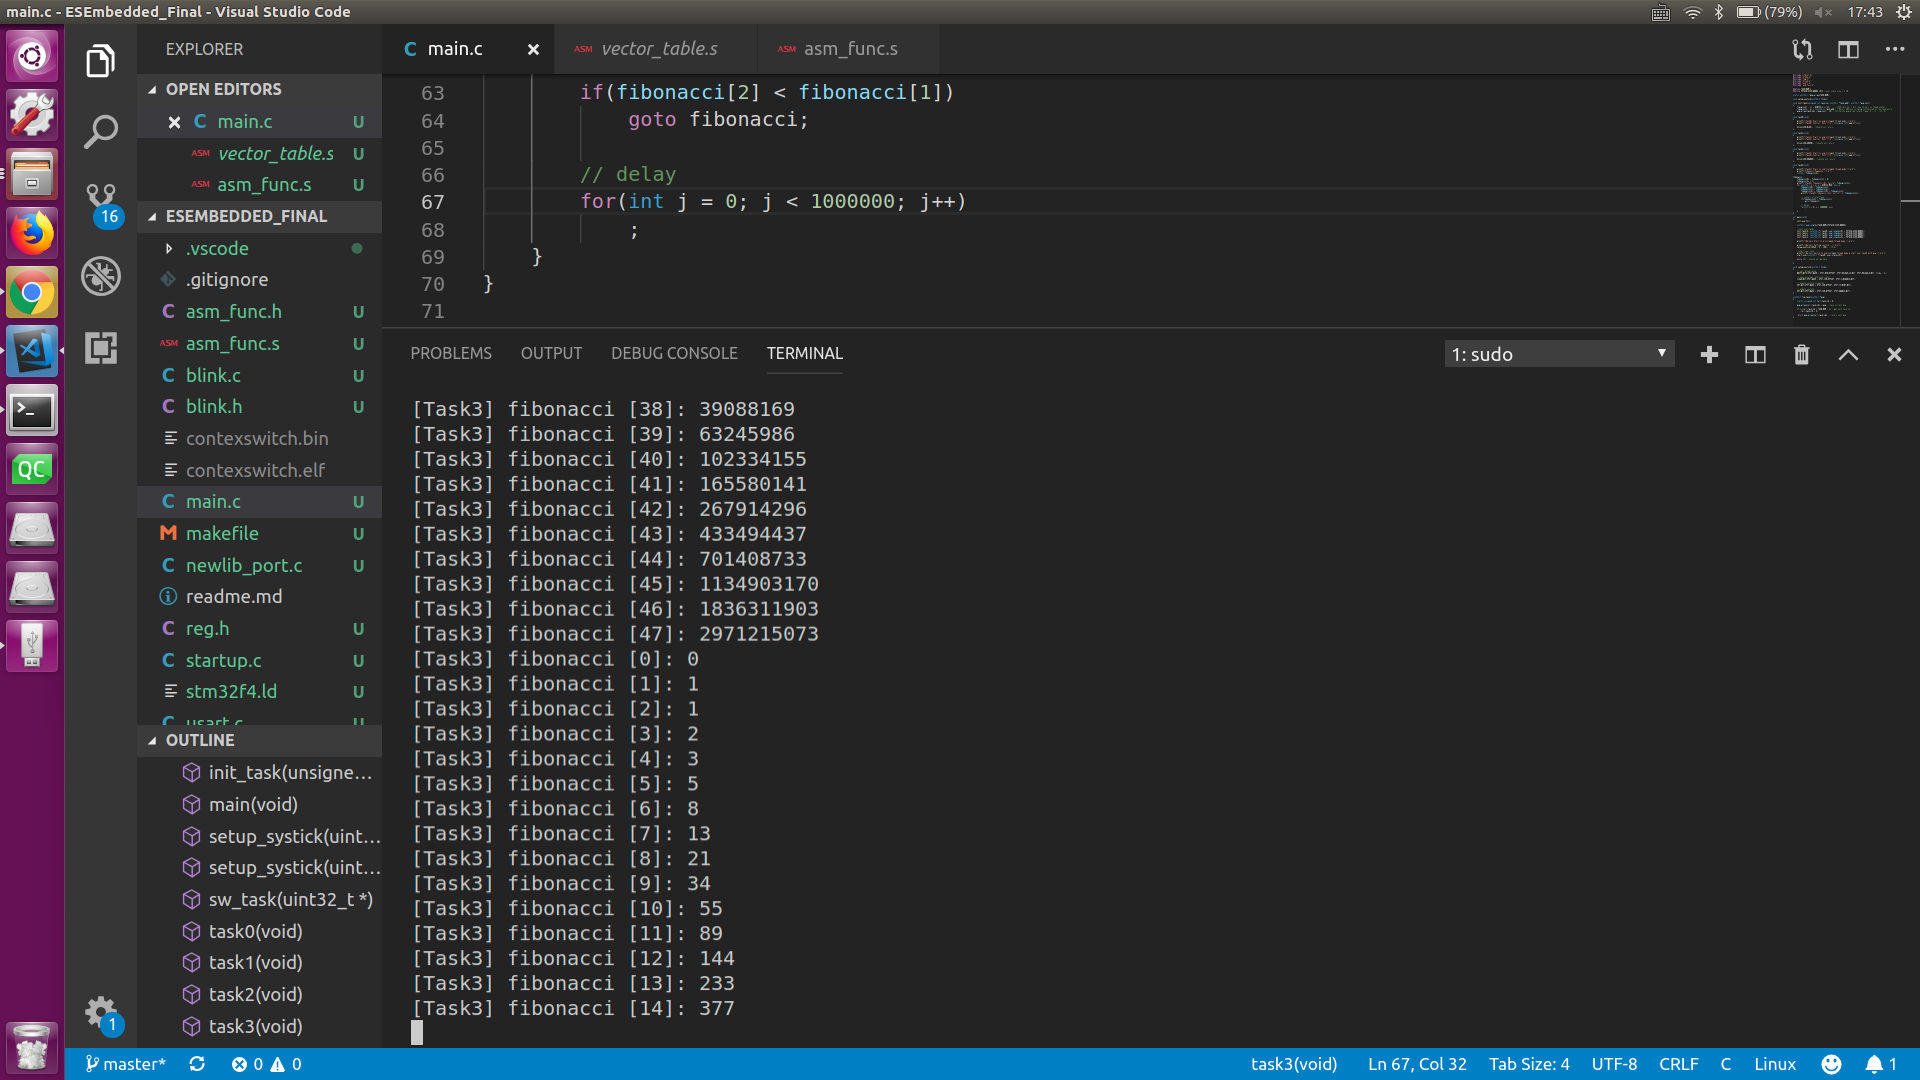 main.c - ESEmbedded_Final - Visual Studio Code
(79%) 17:43
EXPLORER
OPEN EDITORS
main.c U
ASM vector_table.s U
ASM asm_func.s U
ESEMBEDDED_FINAL
.vscode
.gitignore
C asm_func.h U
ASM asm_func.s U
C blink.c U
C blink.h U
contexswitch.bin
contexswitch.elf
C main.c U
M makefile U
C newlib_port.c U
readme.md
C reg.h U
C startup.c U
stm32f4.ld U
C usart.c U
OUTLINE
init_task(unsigne...
main(void)
setup_systick(uint...
setup_systick(uint...
sw_task(uint32_t *)
task0(void)
task1(void)
task2(void)
task3(void)
16
1
QC
C main.c
ASM vector_table.s
ASM asm_func.s
63 if(fibonacci[2] < fibonacci[1])
64 goto fibonacci;
65
66 // delay
67 for(int j = 0; j < 1000000; j++)
68 ;
69 }
70 }
71
PROBLEMS OUTPUT DEBUG CONSOLE TERMINAL 1: sudo
[Task3] fibonacci [38]: 39088169
[Task3] fibonacci [39]: 63245986
[Task3] fibonacci [40]: 102334155
[Task3] fibonacci [41]: 165580141
[Task3] fibonacci [42]: 267914296
[Task3] fibonacci [43]: 433494437
[Task3] fibonacci [44]: 701408733
[Task3] fibonacci [45]: 1134903170
[Task3] fibonacci [46]: 1836311903
[Task3] fibonacci [47]: 2971215073
[Task3] fibonacci [0]: 0
[Task3] fibonacci [1]: 1
[Task3] fibonacci [2]: 1
[Task3] fibonacci [3]: 2
[Task3] fibonacci [4]: 3
[Task3] fibonacci [5]: 5
[Task3] fibonacci [6]: 8
[Task3] fibonacci [7]: 13
[Task3] fibonacci [8]: 21
[Task3] fibonacci [9]: 34
[Task3] fibonacci [10]: 55
[Task3] fibonacci [11]: 89
[Task3] fibonacci [12]: 144
[Task3] fibonacci [13]: 233
[Task3] fibonacci [14]: 377
master* 0 0 task3(void) Ln 67, Col 32 Tab Size: 4 UTF-8 CRLF C Linux 1